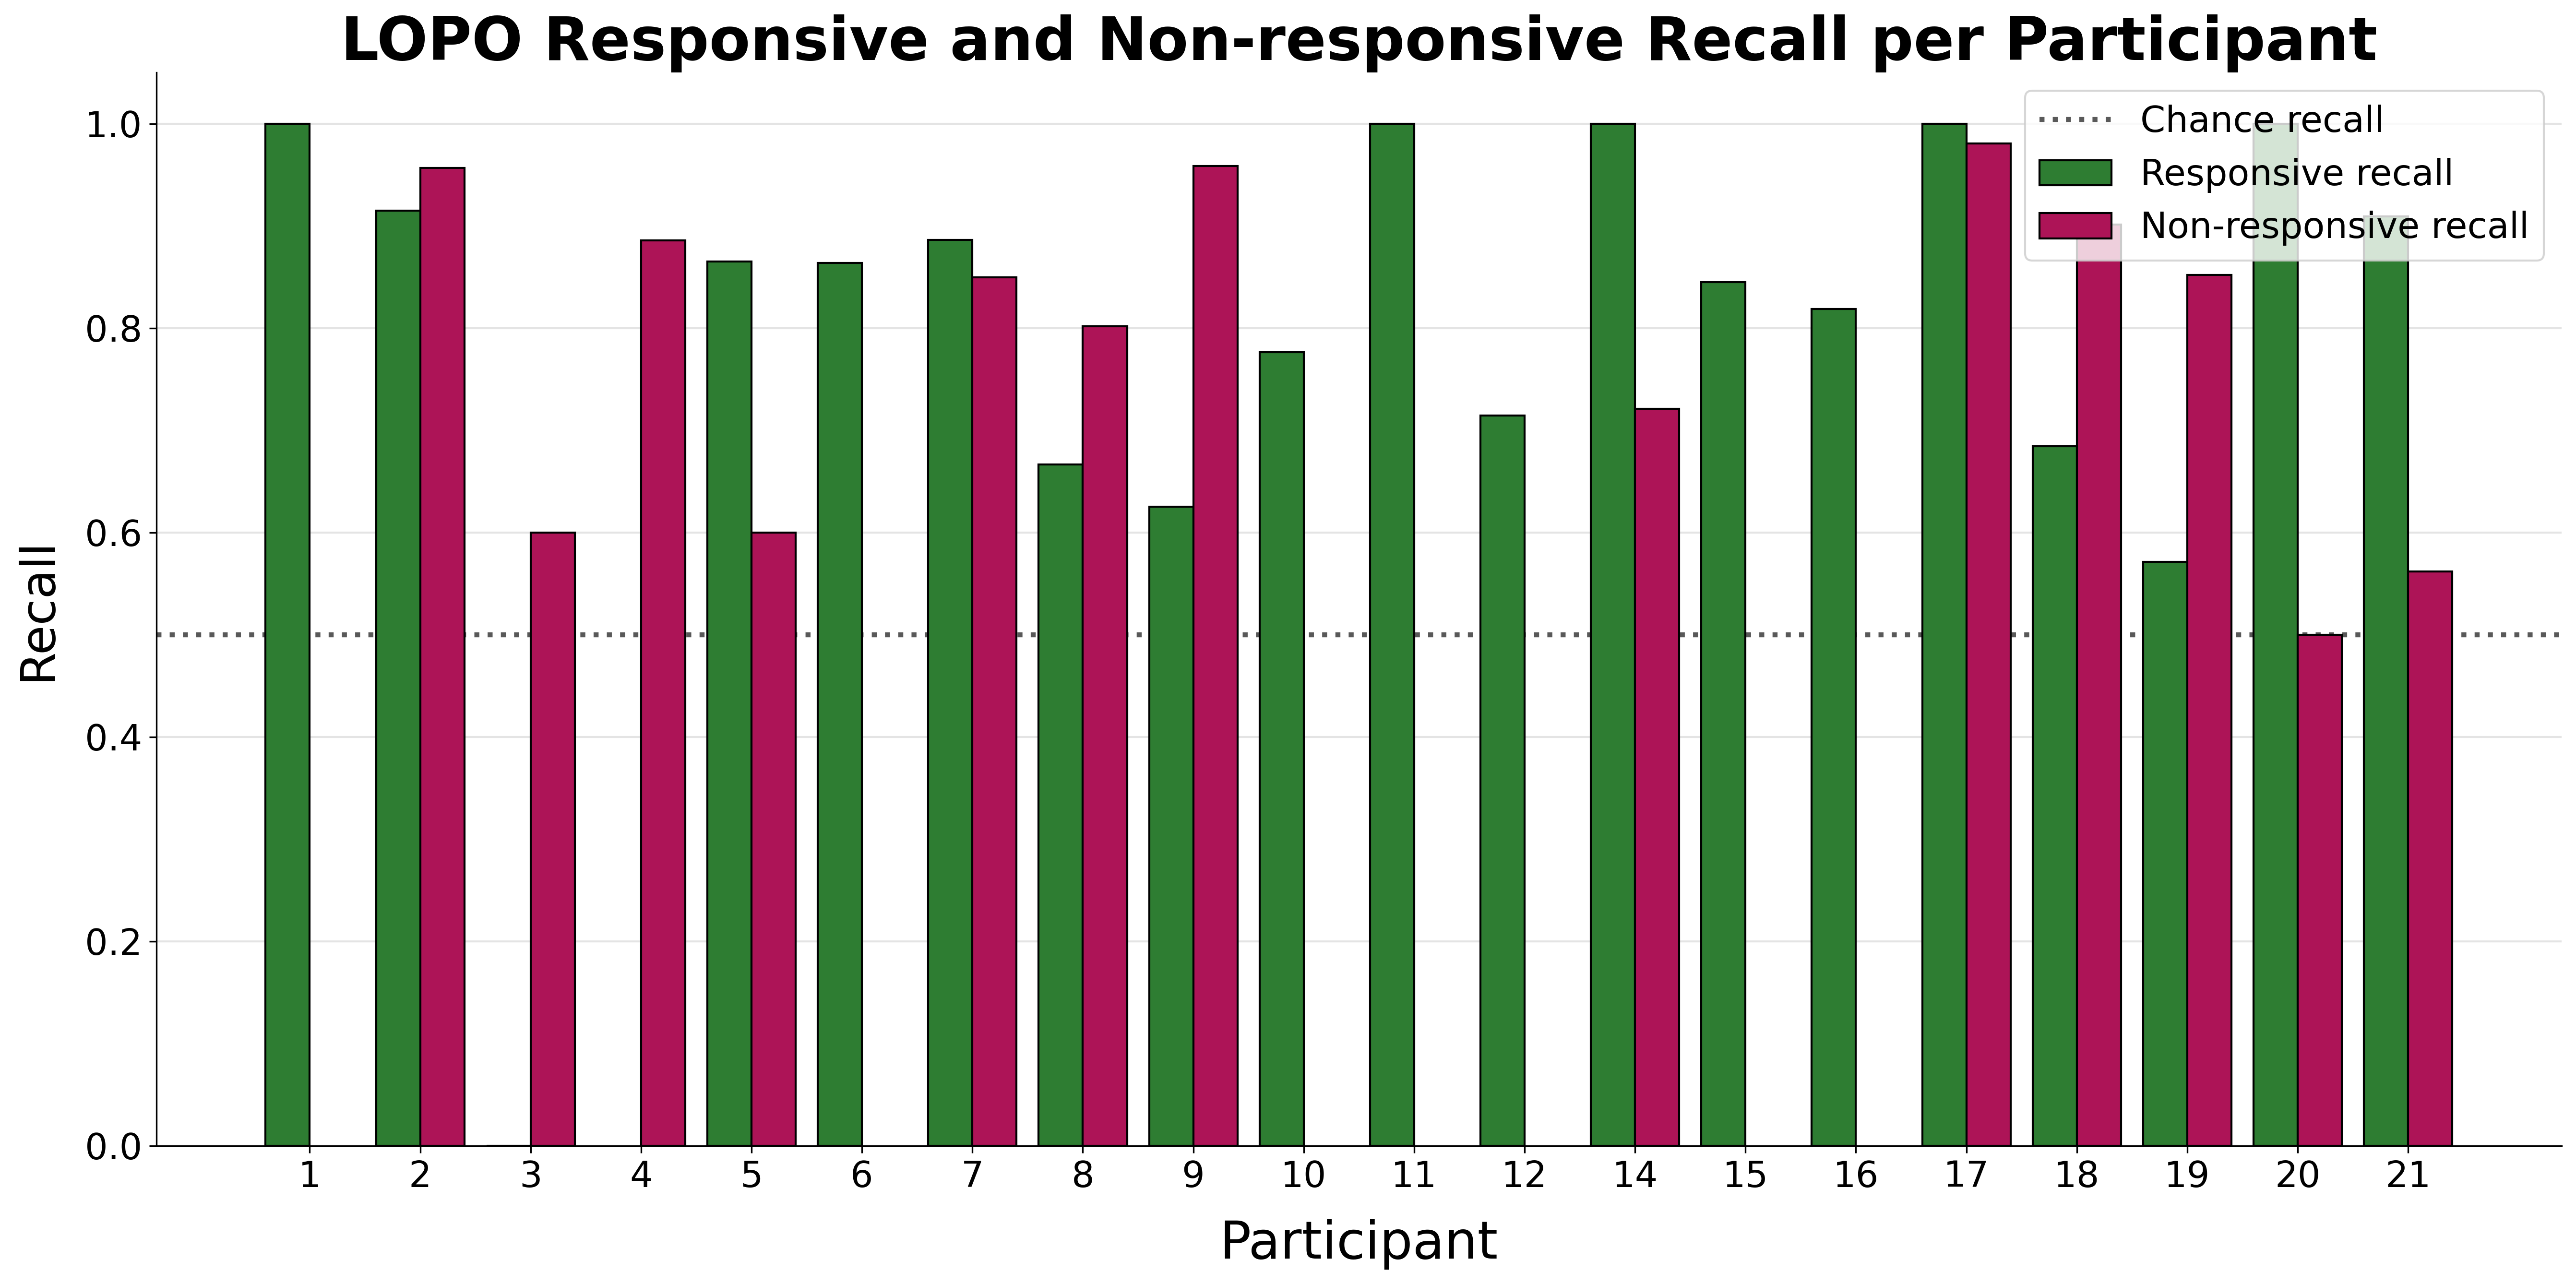 LOPO Responsive and Non-responsive Recall per Participant
Chance recall
Responsive recall
Non-responsive recall
Recall
1.0
0.8
0.6
0.4
0.2
0.0
1 2 3 4 5 6 7 8 9 10 11 12 14 15 16 17 18 19 20 21
Participant